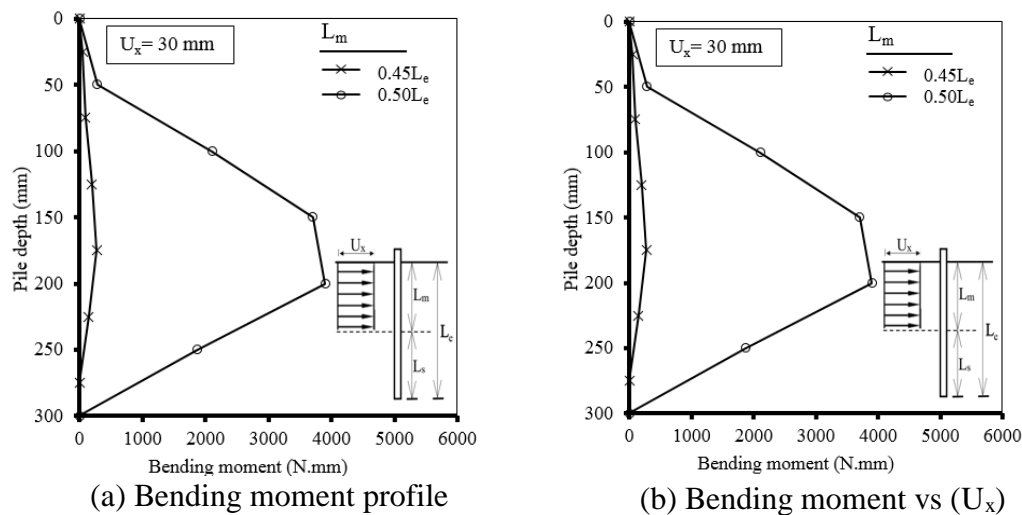 Pile depth (mm)
0
50
100
150
200
250
300
Uₓ= 30 mm
Lₘ
0.45Lₑ
0.50Lₑ
Uₓ
Lₘ
Lₑ
Lₛ
0 1000 2000 3000 4000 5000 6000
Bending moment (N.mm)
(a) Bending moment profile
Pile depth (mm)
0
50
100
150
200
250
300
Uₓ= 30 mm
Lₘ
0.45Lₑ
0.50Lₑ
Uₓ
Lₘ
Lₑ
Lₛ
0 1000 2000 3000 4000 5000 6000
Bending moment (N.mm)
(b) Bending moment vs (Uₓ)